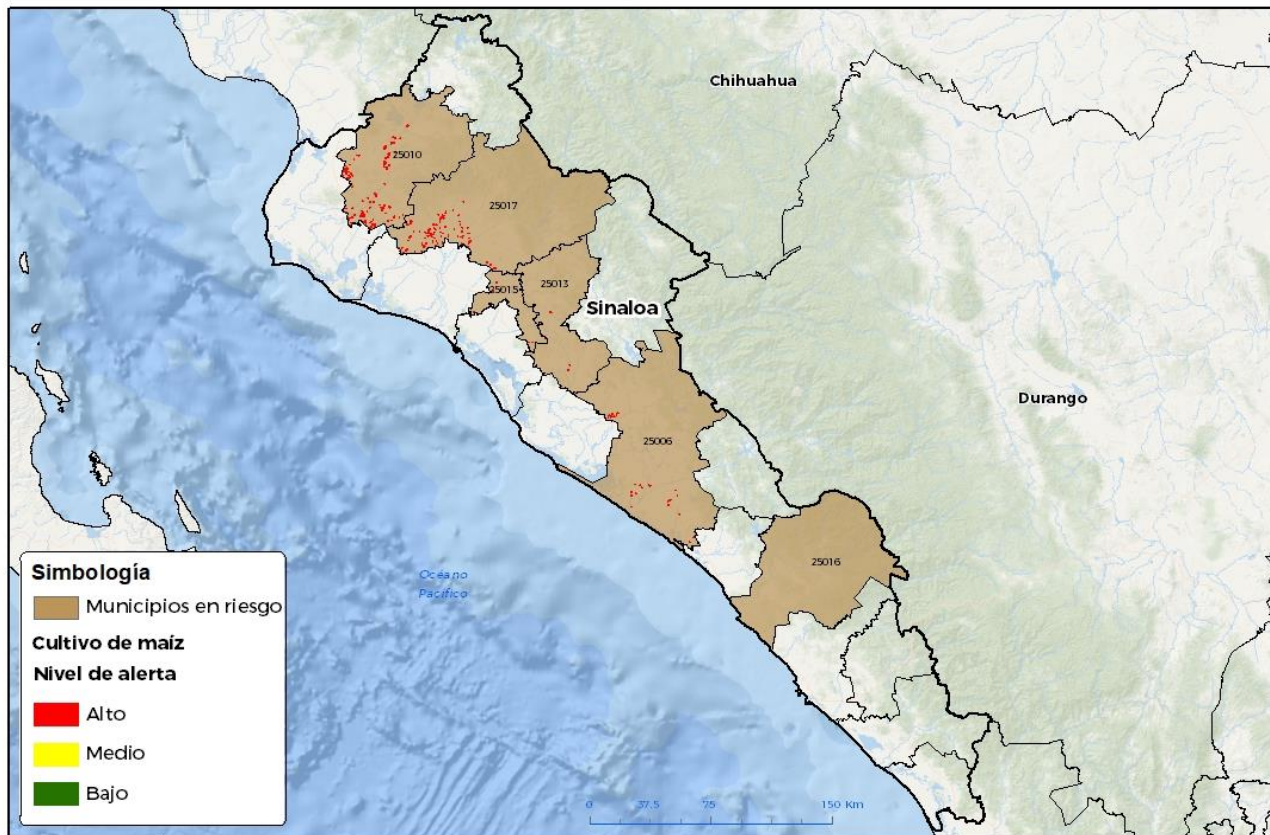 Chihuahua
25010
25017
25013
25015
Sinaloa
Durango
25006
25016
Océano
Pacífico
Simbología
Municipios en riesgo
Cultivo de maíz
Nivel de alerta
Alto
Medio
Bajo
0 37.5 75 150 Km